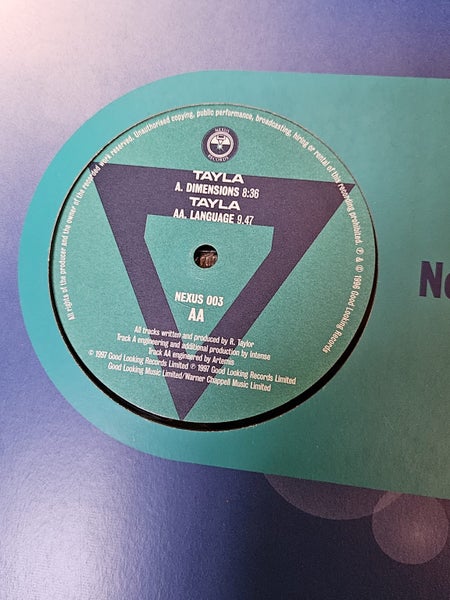 All rights of the producer and the owner of the recorded work reserved. Unauthorised copying, public performance, broadcasting, hiring or rental of this recording prohibited. ℗ & © 1996 Good Looking Records
NEXUS
RECORDS
TAYLA
A. DIMENSIONS 8:36
TAYLA
AA. LANGUAGE 9.47
NEXUS 003
AA
All tracks written and produced by R. Taylor
Track A engineering and additional production by Intense
Track AA engineered by Artemis
© 1997 Good Looking Records Limited ℗ 1997 Good Looking Records Limited
Good Looking Music Limited/Warner Chappell Music Limited
Ne